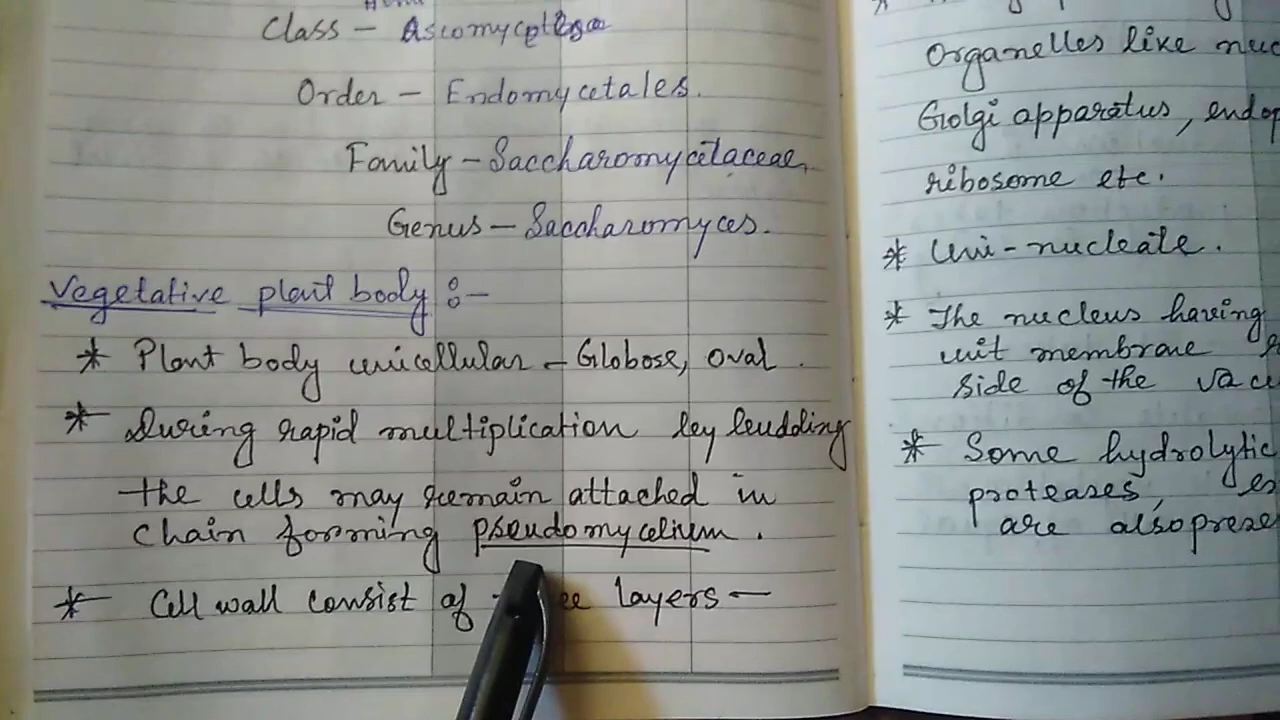 Class -
Order - Endomycetales.
Family - Saccharomycetaceae,
Genus - Saccharomyces.
Vegetative plant body :-
* Plant body unicellular - Globose, oval.
* During rapid multiplication by budding
the cells may remain attached in
chain forming pseudomycelium.
* Cell wall consist of layers -
Organelles like
Golgi apparatus,
ribosome etc.
* Uni-nucleate.
* The nucleus having
unit membrane
side of the
* Some hydrolytic
proteases,
are also